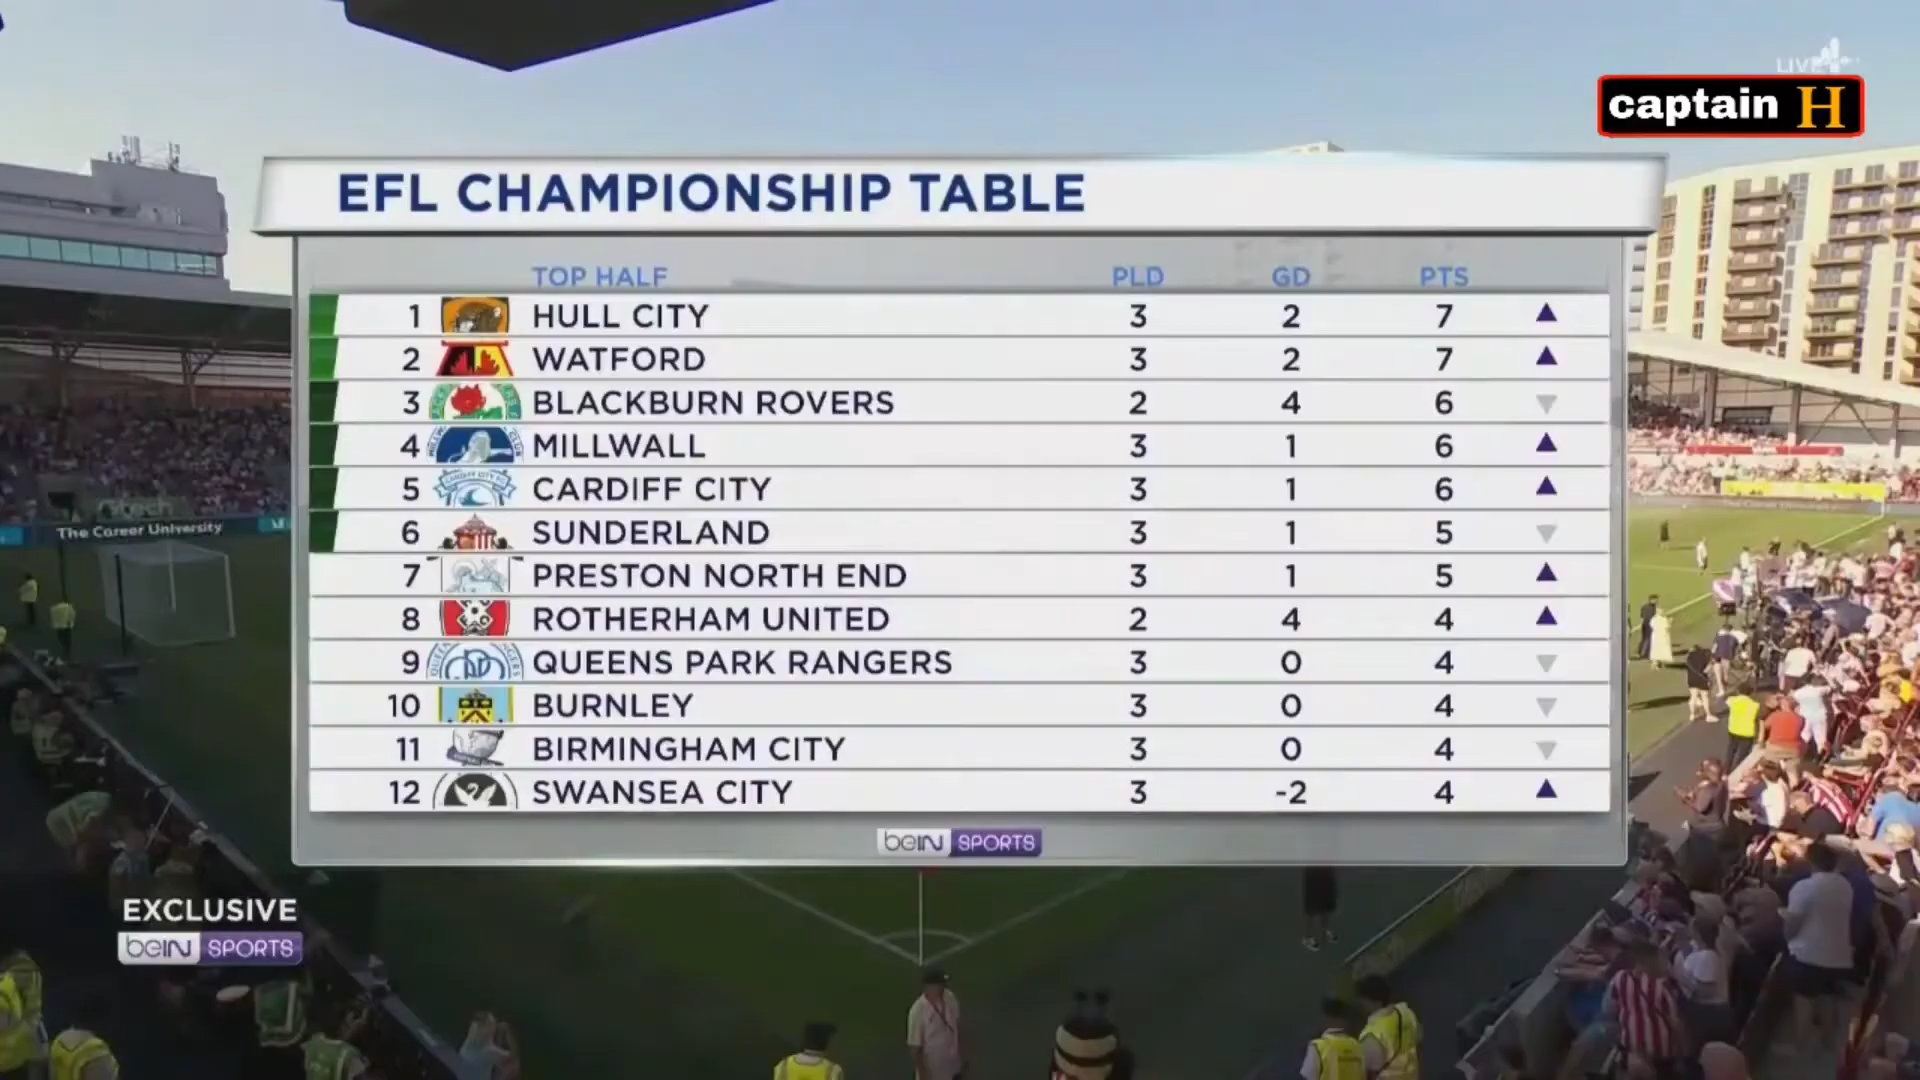 LIVE
captain H
EFL CHAMPIONSHIP TABLE
TOP HALF PLD GD PTS
1 HULL CITY 3 2 7
2 WATFORD 3 2 7
3 BLACKBURN ROVERS 2 4 6
4 MILLWALL 3 1 6
5 CARDIFF CITY 3 1 6
6 SUNDERLAND 3 1 5
7 PRESTON NORTH END 3 1 5
8 ROTHERHAM UNITED 2 4 4
9 QUEENS PARK RANGERS 3 0 4
10 BURNLEY 3 0 4
11 BIRMINGHAM CITY 3 0 4
12 SWANSEA CITY 3 -2 4
beIN SPORTS
The Career University
EXCLUSIVE
beIN SPORTS